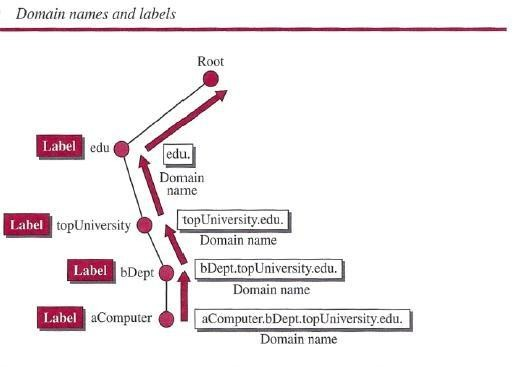 Domain names and labels
Root
Label edu
edu.
Domain
name
Label topUniversity
topUniversity.edu.
Domain name
Label bDept
bDept.topUniversity.edu.
Domain name
Label aComputer
aComputer.bDept.topUniversity.edu.
Domain name